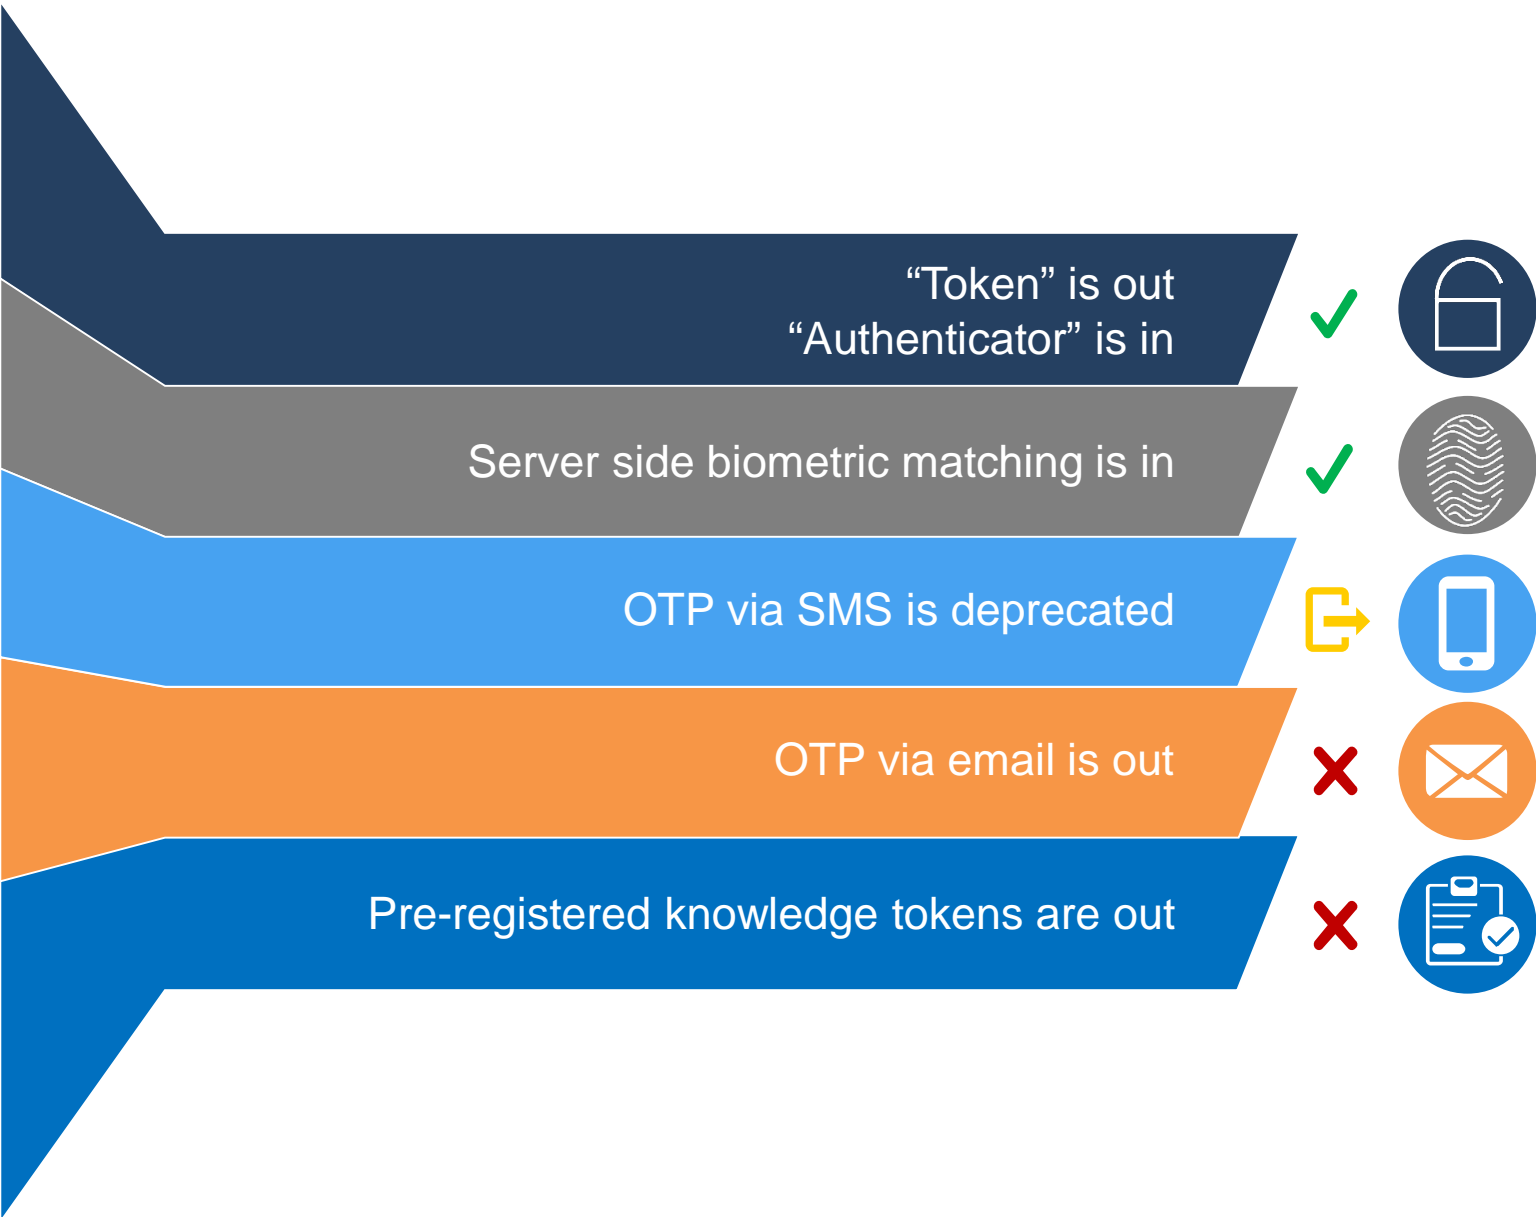 “Token” is out
“Authenticator” is in
Server side biometric matching is in
OTP via SMS is deprecated
OTP via email is out
Pre-registered knowledge tokens are out